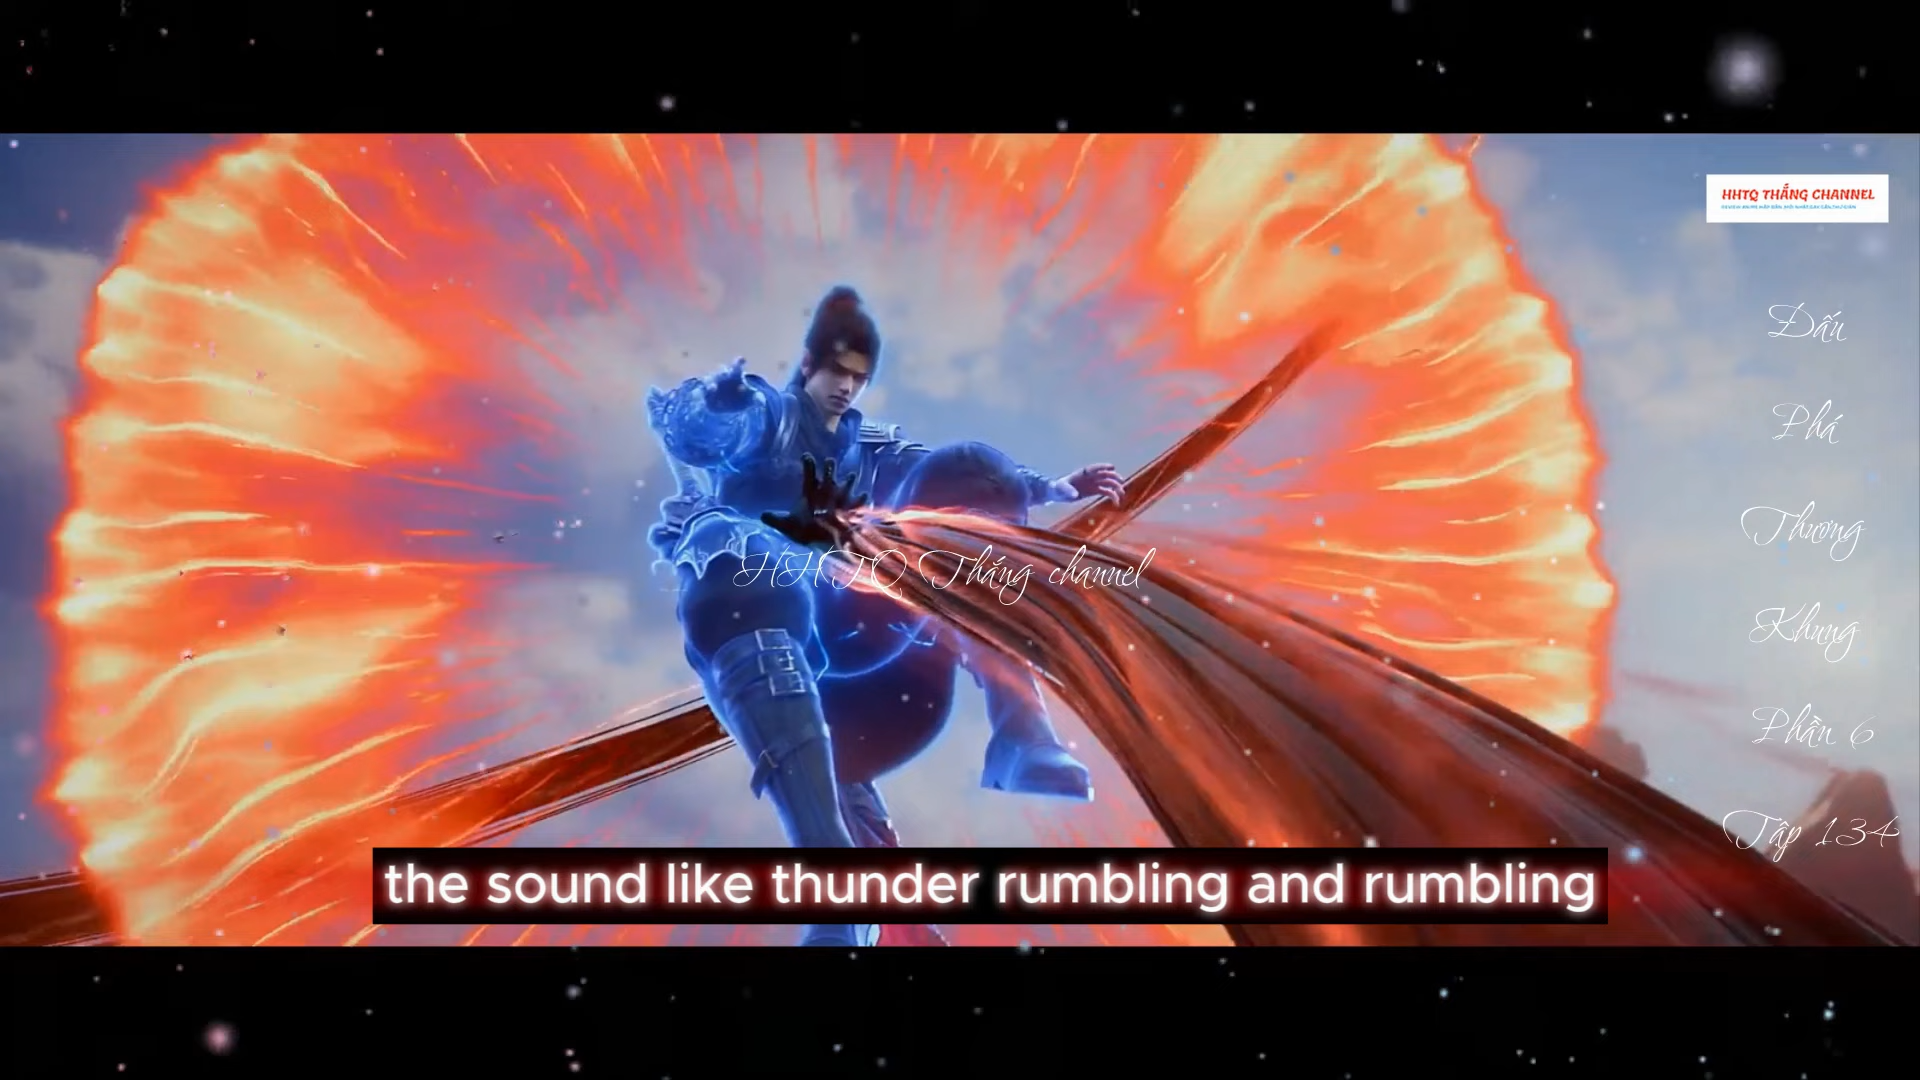 HHTQ THẮNG CHANNEL
Đấu
Phá
Thương
Khung
Phần 6
Tập 134
HHTQ Thắng channel
the sound like thunder rumbling and rumbling